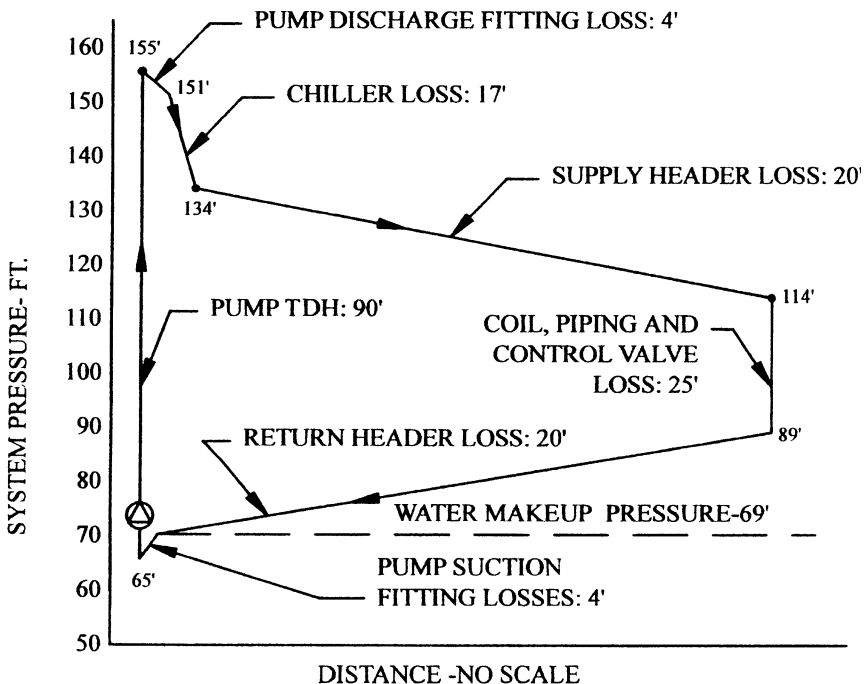 PUMP DISCHARGE FITTING LOSS: 4'
160
155'
151'
150
CHILLER LOSS: 17'
140
134'
SUPPLY HEADER LOSS: 20'
130
120
114'
PUMP TDH: 90'
110
COIL, PIPING AND
CONTROL VALVE
LOSS: 25'
100
90
89'
RETURN HEADER LOSS: 20'
80
WATER MAKEUP PRESSURE-69'
70
65'
PUMP SUCTION
FITTING LOSSES: 4'
60
50
SYSTEM PRESSURE- FT.
DISTANCE -NO SCALE